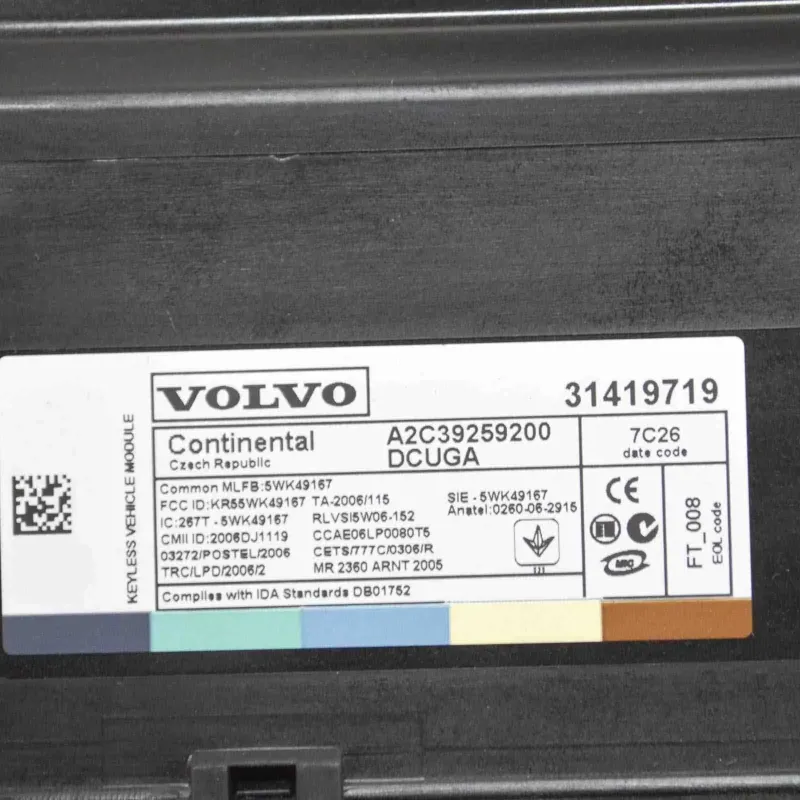 VOLVO
31419719
Continental
Czech Republic
A2C39259200
DCUGA
7C26
date code
KEYLESS VEHICLE MODULE
Common MLFB:5WK49167
FCC ID:KR55WK49167 TA-2006/115
IC:267T - 5WK49167 RLVSI5W06-152
CMII ID:2006DJ1119 CCAE06LP0080T5
03272/POSTEL/2006 CETS/777C/0306/R
TRC/LPD/2006/2 MR 2360 ARNT 2005
SIE - 5WK49167
Anatel:0260-06-2915
CE
FT_008
EOL code
Complies with IDA Standards DB01752